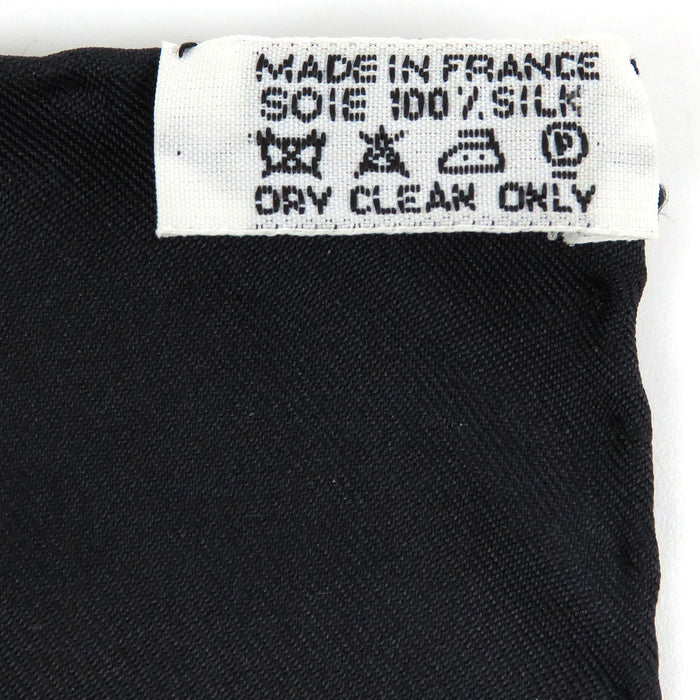 MADE IN FRANCE
SOIE 100% SILK
P
DRY CLEAN ONLY